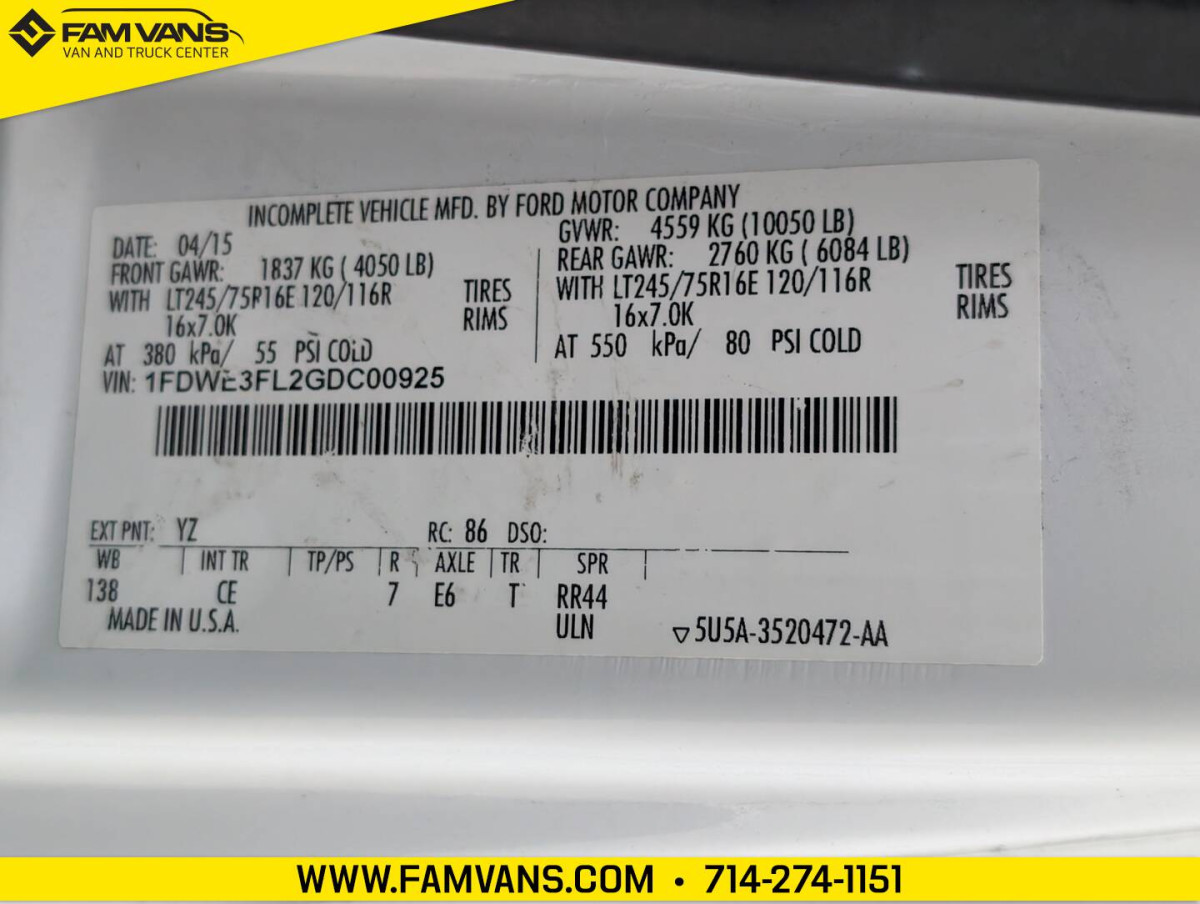 FAM VANS
VAN AND TRUCK CENTER
INCOMPLETE VEHICLE MFD. BY FORD MOTOR COMPANY
DATE: 04/15
GVWR: 4559 KG (10050 LB)
FRONT GAWR: 1837 KG ( 4050 LB)
REAR GAWR: 2760 KG ( 6084 LB)
WITH LT245/75R16E 120/116R TIRES
WITH LT245/75R16E 120/116R TIRES
16x7.0K RIMS
16x7.0K RIMS
AT 380 kPa/ 55 PSI COLD
AT 550 kPa/ 80 PSI COLD
VIN: 1FDWE3FL2GDC00925
EXT PNT: YZ RC: 86 DSO:
WB INT TR TP/PS R AXLE TR SPR
138 CE 7 E6 T RR44
MADE IN U.S.A. ULN ▽5U5A-3520472-AA
WWW.FAMVANS.COM • 714-274-1151